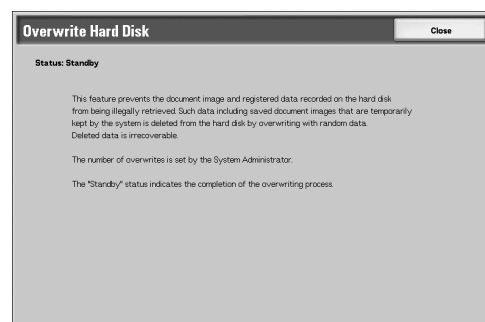 Overwrite Hard Disk
Close
Status: Standby
This feature prevents the document image and registered data recorded on the hard disk
from being illegally retrieved. Such data including saved document images that are temporarily
kept by the system is deleted from the hard disk by overwriting with random data.
Deleted data is irrecoverable.
The number of overwrites is set by the System Administrator.
The "Standby" status indicates the completion of the overwriting process.